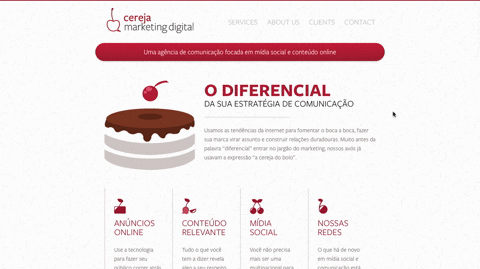 cereja
marketing digital
SERVICES ABOUT US CLIENTS CONTACT
Uma agência de comunicação focada em mídia social e conteúdo online
O DIFERENCIAL
DA SUA ESTRATÉGIA DE COMUNICAÇÃO
Usamos as tendências da internet para fomentar o boca a boca, fazer
sua marca virar assunto e construir relações duradouras. Muito antes da
palavra "diferencial" entrar no jargão do marketing, nossos avós já
usavam a expressão "a cereja do bolo".
ANÚNCIOS
ONLINE
Use a tecnologia
para fazer seu
público correr atrás
CONTEÚDO
RELEVANTE
Tudo o que você
tem a dizer revela
algo a seu respeito
MÍDIA
SOCIAL
Você não precisa
mais ser uma
multinacional para
NOSSAS
REDES
O que há de novo
em mídia social e
comunicação está